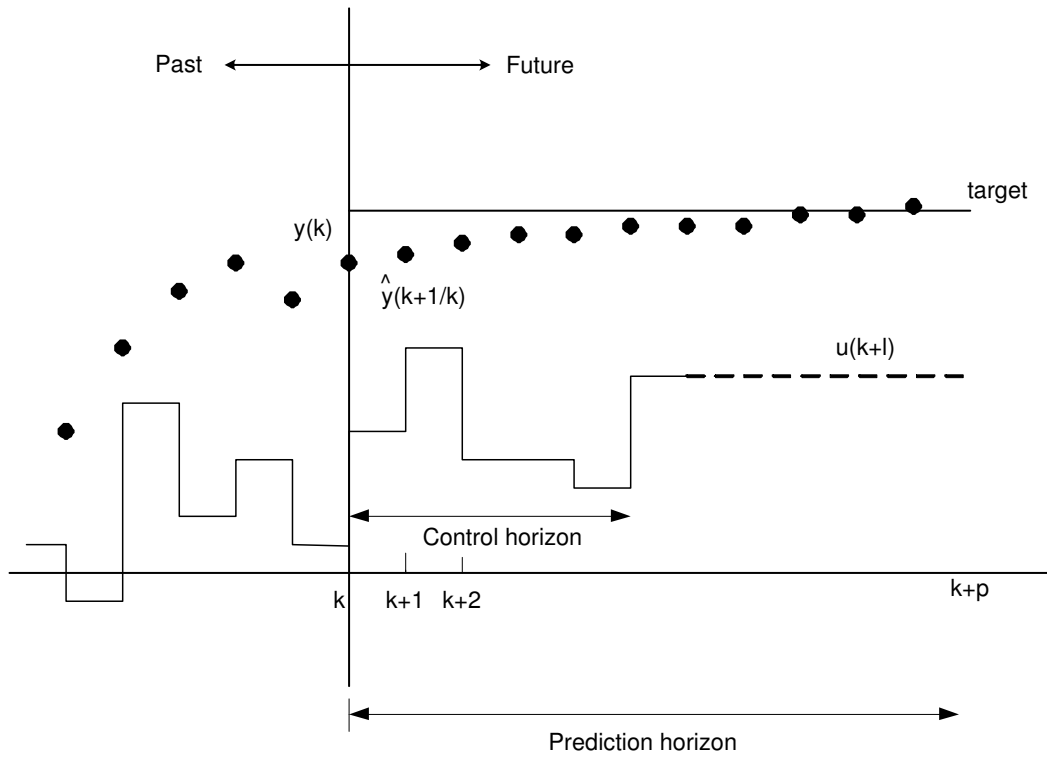 Past
Future
target
y(k)
^
y(k+1/k)
u(k+l)
Control horizon
k
k+1
k+2
k+p
Prediction horizon